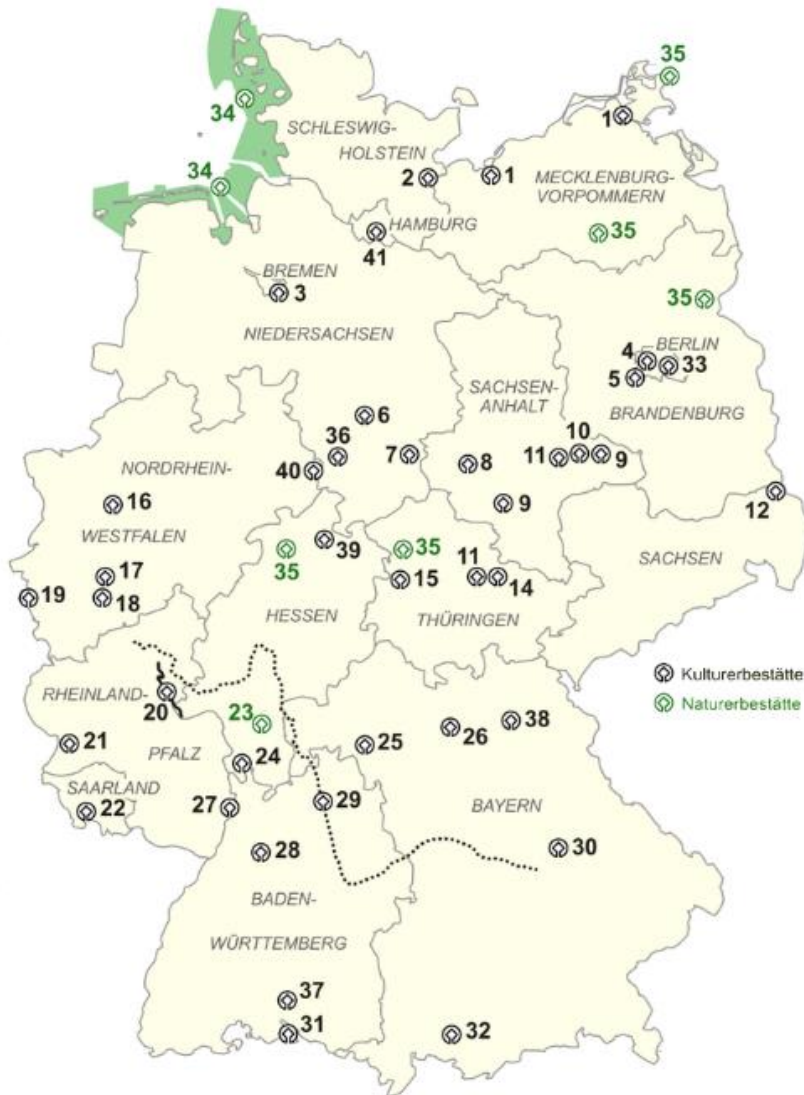 35
34
1
SCHLESWIG-
HOLSTEIN
34
2
1
MECKLENBURG-
VORPOMMERN
HAMBURG
35
41
BREMEN
3
35
NIEDERSACHSEN
BERLIN
4
33
5
SACHSEN-
ANHALT
BRANDENBURG
6
36
7
10
8
11
9
NORDRHEIN-
40
12
16
9
WESTFALEN
39
35
35
11
SACHSEN
17
15
14
19
18
HESSEN
THÜRINGEN
Kulturerbestätte
RHEINLAND-
Naturerbestätte
20
23
38
26
21
PFALZ
25
24
SAARLAND
22
27
29
BAYERN
28
30
BADEN-
WÜRTTEMBERG
37
31
32